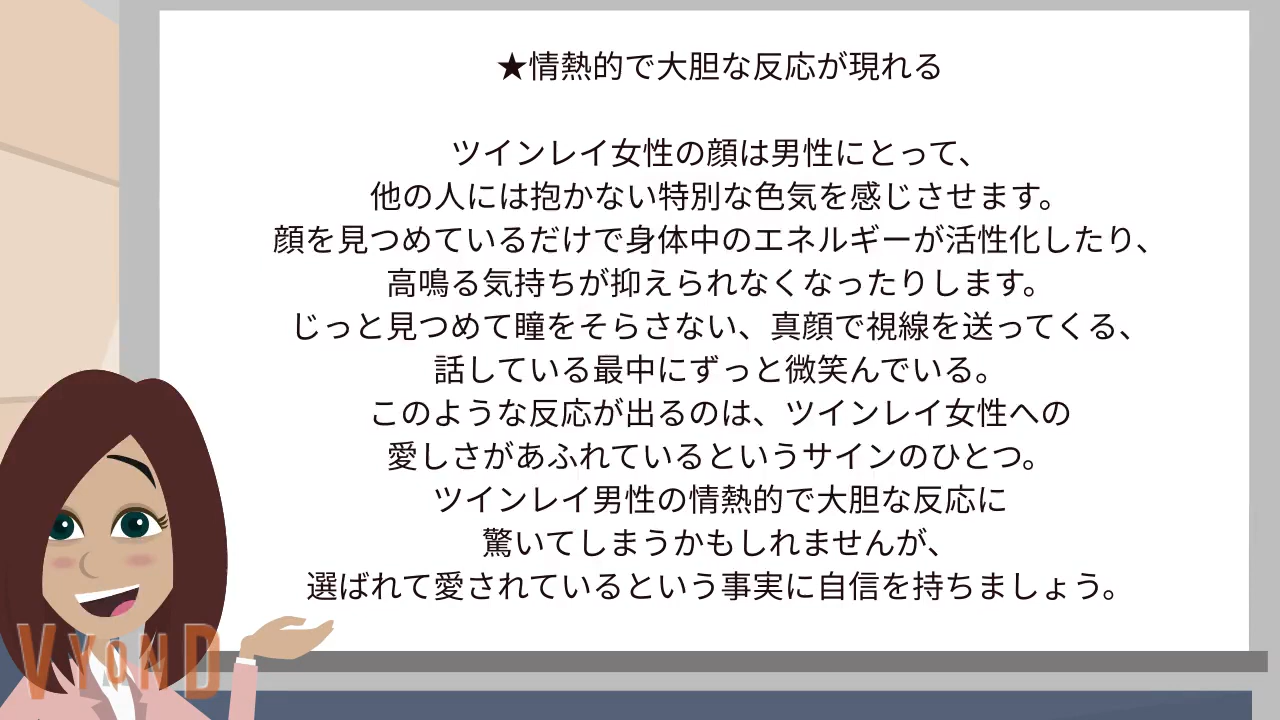 ★情熱的で大胆な反応が現れる
ツインレイ女性の顔は男性にとって、
他の人には抱かない特別な色気を感じさせます。
顔を見つめているだけで身体中のエネルギーが活性化したり、
高鳴る気持ちが抑えられなくなったりします。
じっと見つめて瞳をそらさない、真顔で視線を送ってくる、
話している最中にずっと微笑んでいる。
このような反応が出るのは、ツインレイ女性への
愛しさがあふれているというサインのひとつ。
ツインレイ男性の情熱的で大胆な反応に
驚いてしまうかもしれませんが、
選ばれて愛されているという事実に自信を持ちましょう。
VYOND